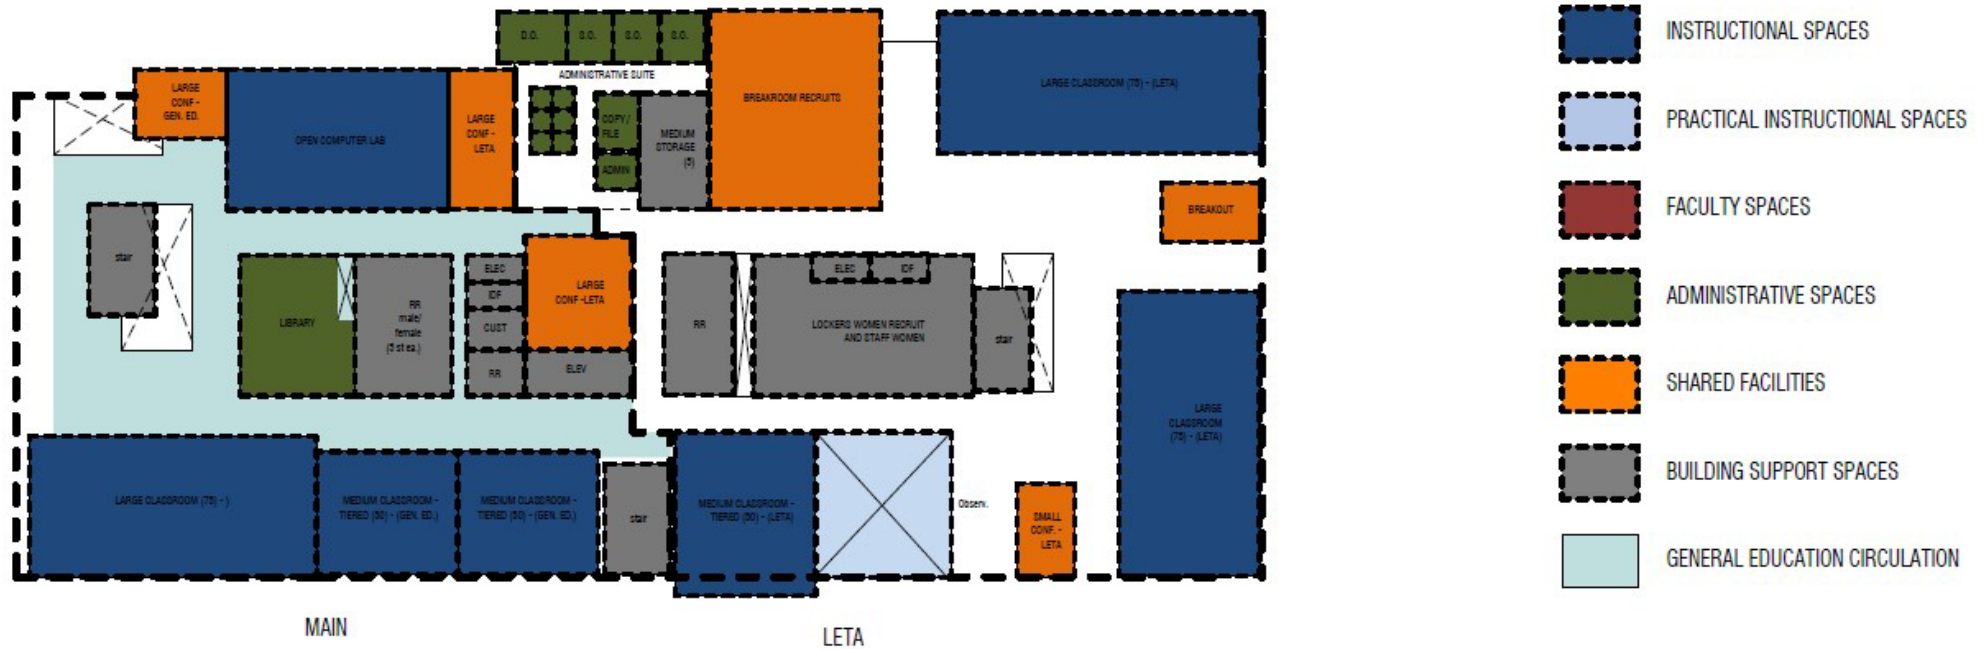 D.O.
S.O.
S.O.
S.O.
ADMINISTRATIVE SUITE
LARGE
CONF -
GEN. ED.
OPEN COMPUTER LAB
LARGE
CONF -
LETA
COPY /
FILE
ADMIN
MEDIUM
STORAGE
(5)
BREAKROOM RECRUITS
LARGE CLASSROOM (75) - (LETA)
BREAKOUT
stair
LIBRARY
RR
male/
female
(5 st ea.)
ELEC
IDF
CUST
RR
LARGE
CONF -LETA
ELEV
RR
ELEC
IDF
LOCKERS WOMEN RECRUIT
AND STAFF WOMEN
stair
LARGE
CLASSROOM
(75) - (LETA)
LARGE CLASSROOM (75) - )
MEDIUM CLASSROOM -
TIERED (50) - (GEN. ED.)
MEDIUM CLASSROOM -
TIERED (50) - (GEN. ED.)
stair
MEDIUM CLASSROOM -
TIERED (50) - (LETA)
Observ.
SMALL
CONF. -
LETA
MAIN
LETA
INSTRUCTIONAL SPACES
PRACTICAL INSTRUCTIONAL SPACES
FACULTY SPACES
ADMINISTRATIVE SPACES
SHARED FACILITIES
BUILDING SUPPORT SPACES
GENERAL EDUCATION CIRCULATION